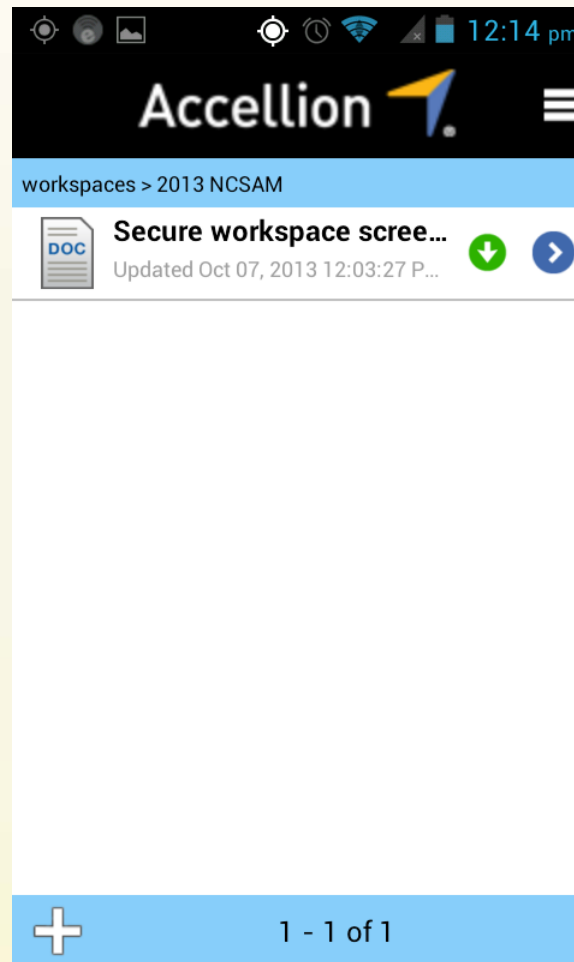 12:14 pm
Accellion
workspaces > 2013 NCSAM
Secure workspace scree...
DOC
Updated Oct 07, 2013 12:03:27 P...
1 - 1 of 1